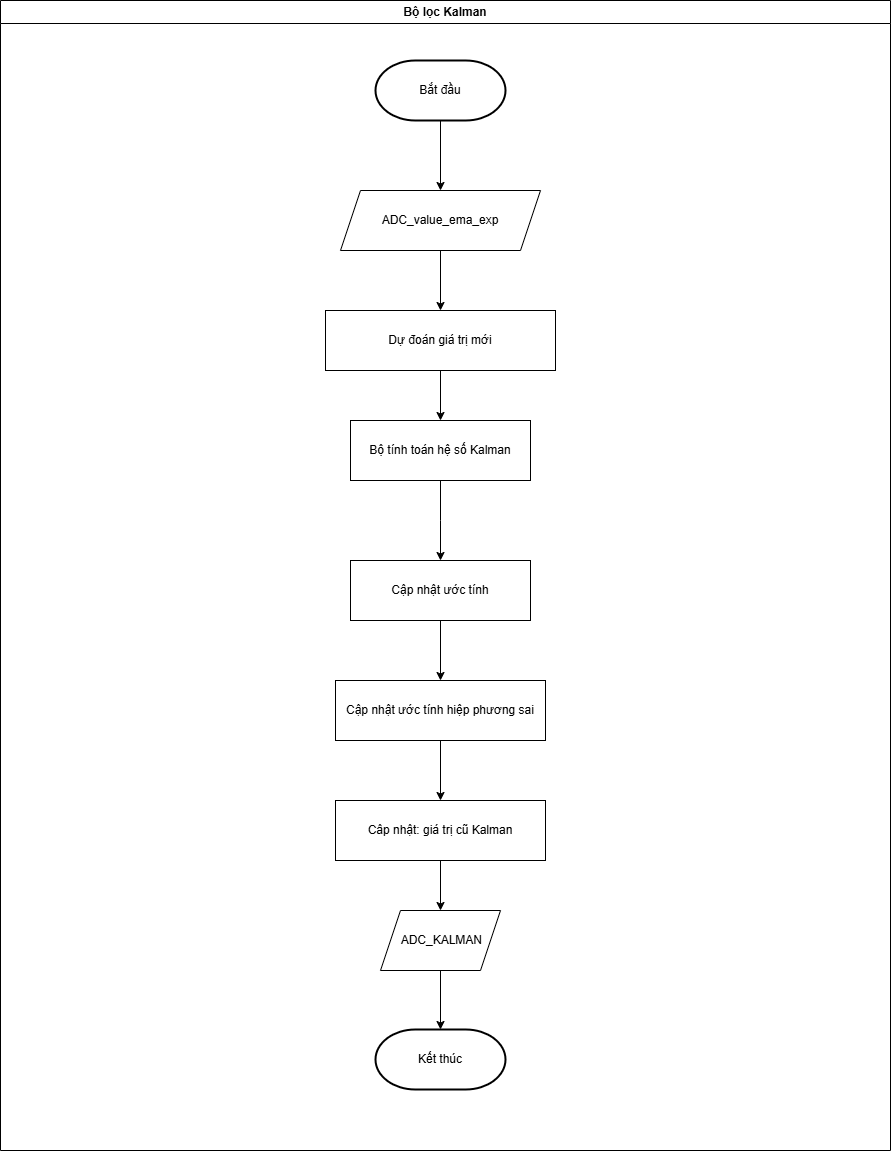 Bộ lọc Kalman
Bắt đầu
ADC_value_ema_exp
Dự đoán giá trị mới
Bộ tính toán hệ số Kalman
Cập nhật ước tính
Cập nhật ước tính hiệp phương sai
Câp nhật: giá trị cũ Kalman
ADC_KALMAN
Kết thúc